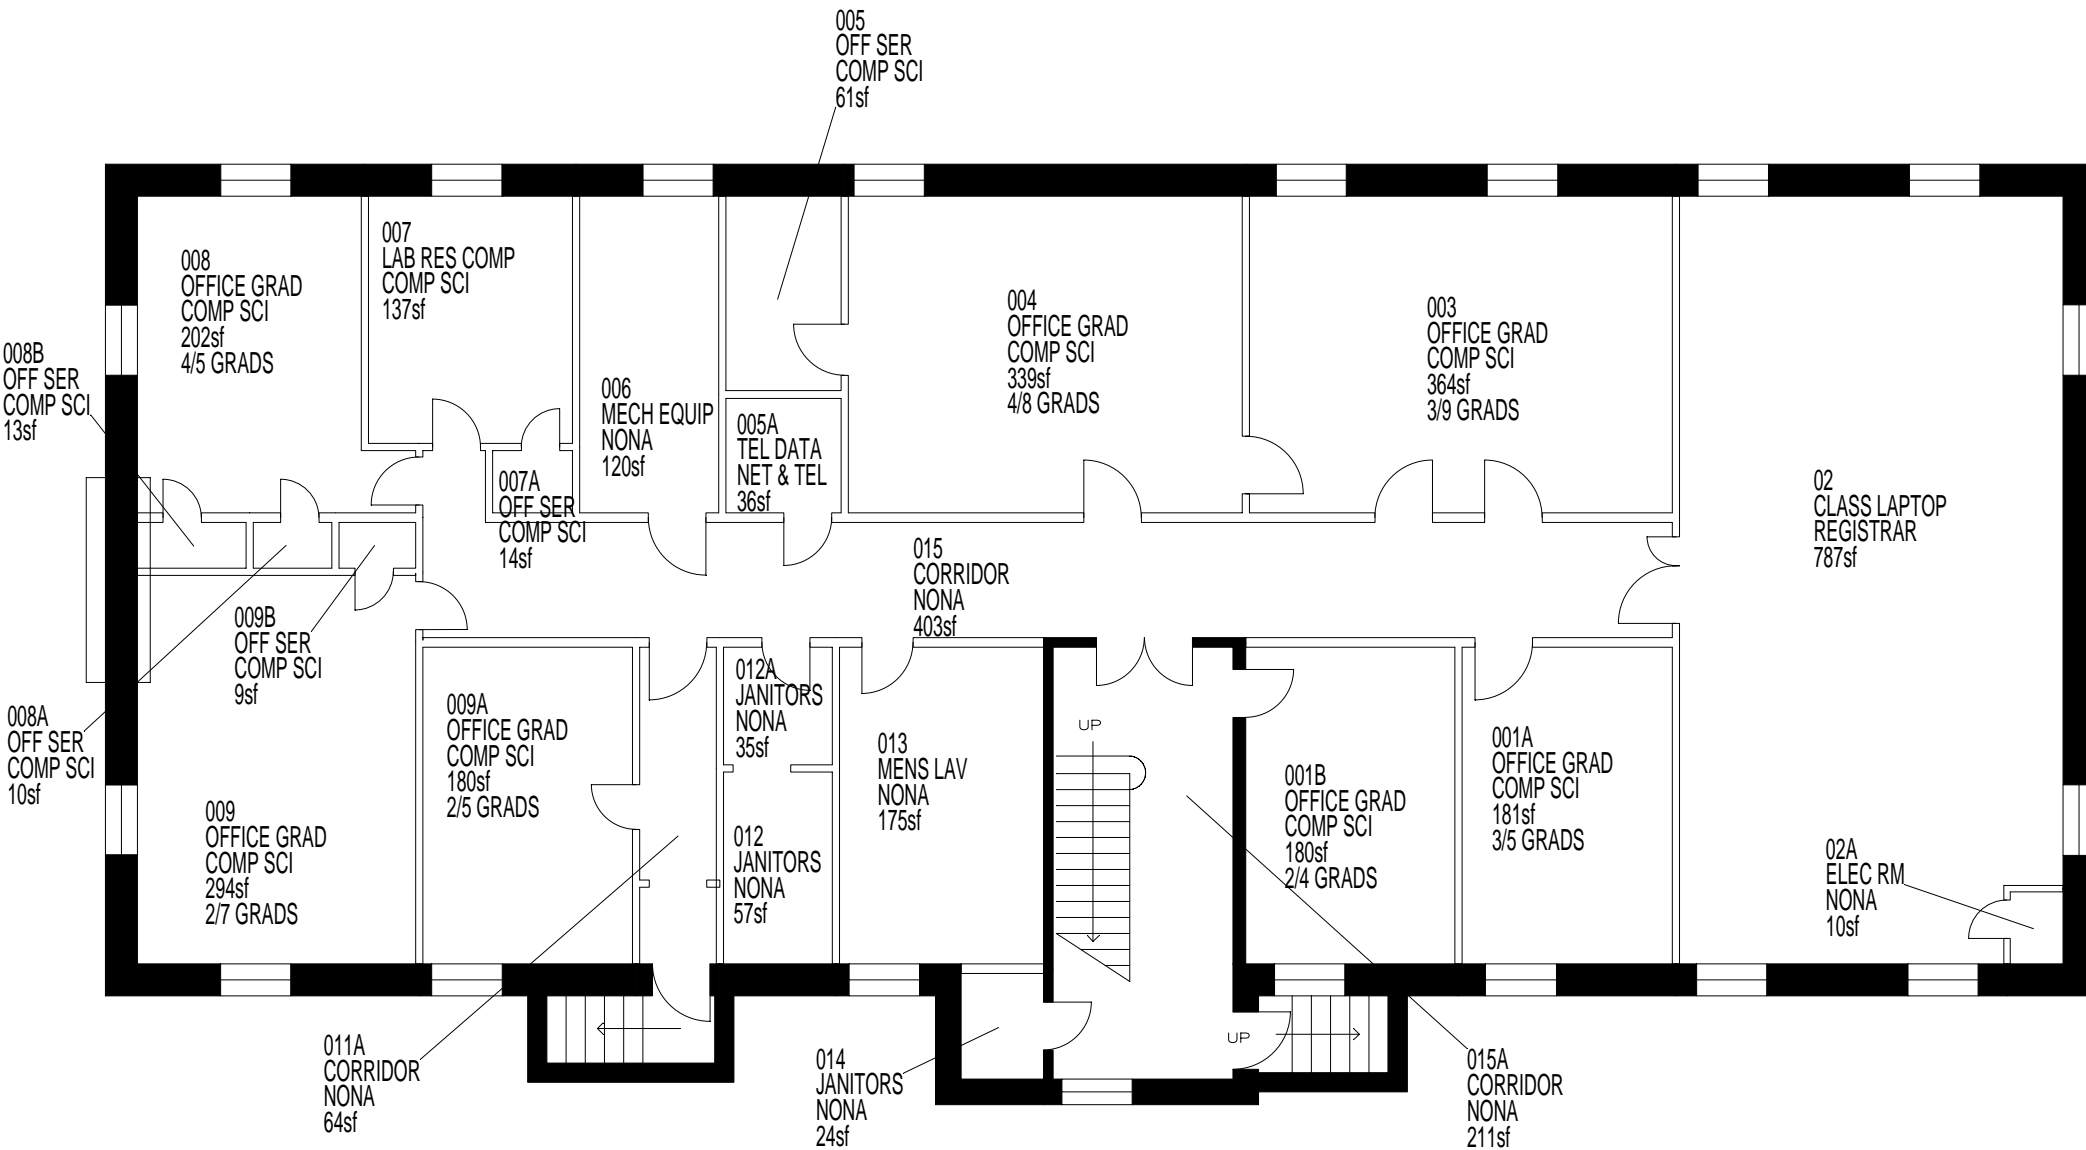 005
OFF SER
COMP SCI
61sf
008
OFFICE GRAD
COMP SCI
202sf
4/5 GRADS
007
LAB RES COMP
COMP SCI
137sf
008B
OFF SER
COMP SCI
13sf
006
MECH EQUIP
NONA
120sf
005A
TEL DATA
NET & TEL
36sf
004
OFFICE GRAD
COMP SCI
339sf
4/8 GRADS
003
OFFICE GRAD
COMP SCI
364sf
3/9 GRADS
007A
OFF SER
COMP SCI
14sf
02
CLASS LAPTOP
REGISTRAR
787sf
015
CORRIDOR
NONA
403sf
009B
OFF SER
COMP SCI
9sf
008A
OFF SER
COMP SCI
10sf
009
OFFICE GRAD
COMP SCI
294sf
2/7 GRADS
009A
OFFICE GRAD
COMP SCI
180sf
2/5 GRADS
012A
JANITORS
NONA
35sf
012
JANITORS
NONA
57sf
013
MENS LAV
NONA
175sf
UP
001B
OFFICE GRAD
COMP SCI
180sf
2/4 GRADS
001A
OFFICE GRAD
COMP SCI
181sf
3/5 GRADS
02A
ELEC RM
NONA
10sf
011A
CORRIDOR
NONA
64sf
014
JANITORS
NONA
24sf
UP
015A
CORRIDOR
NONA
211sf